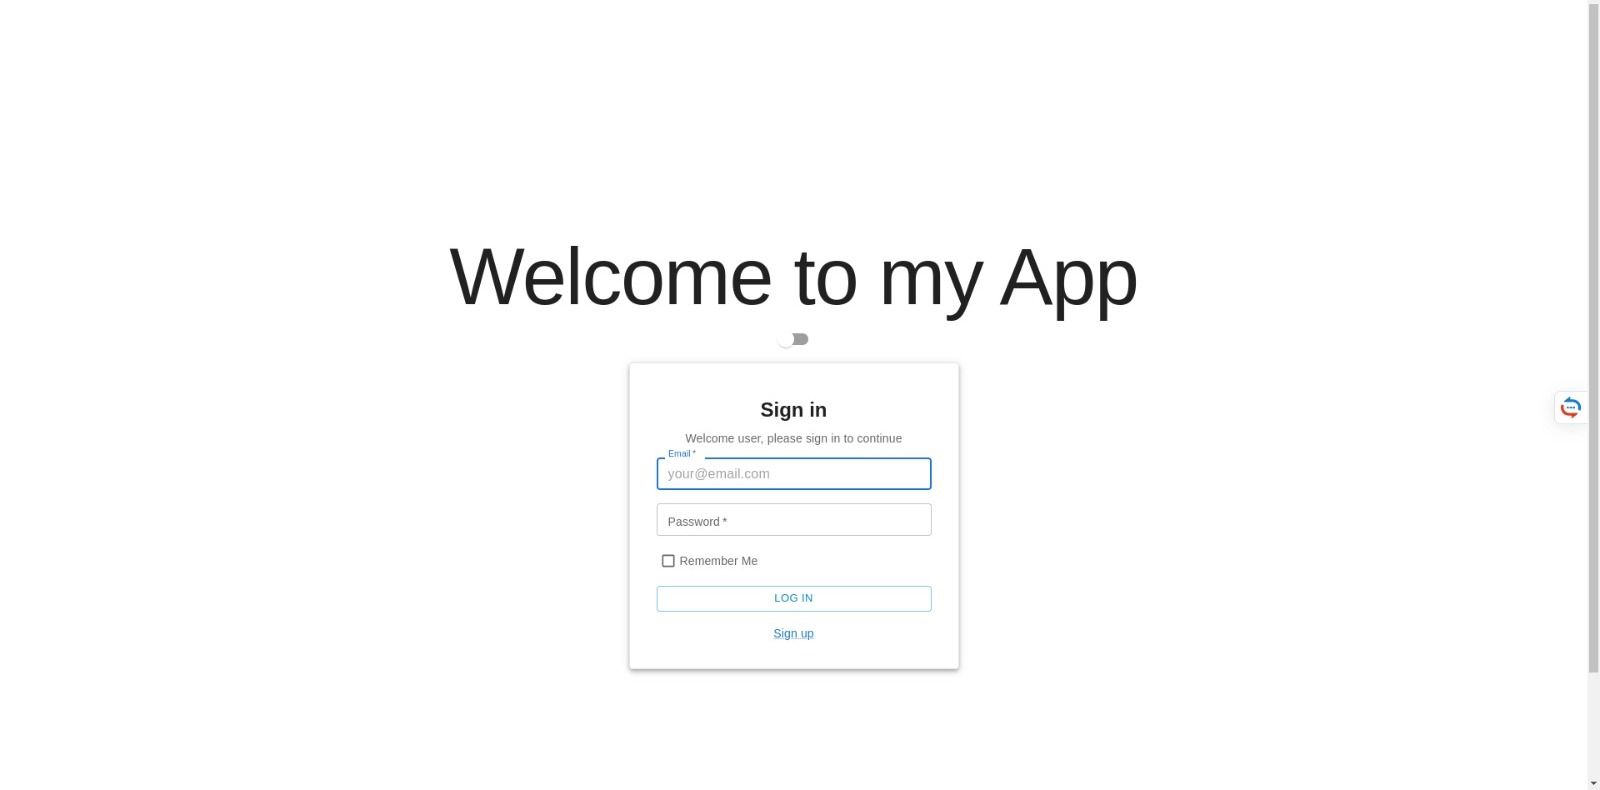 Welcome to my App
Sign in
Welcome user, please sign in to continue
Email *
your@email.com
Password *
Remember Me
LOG IN
Sign up